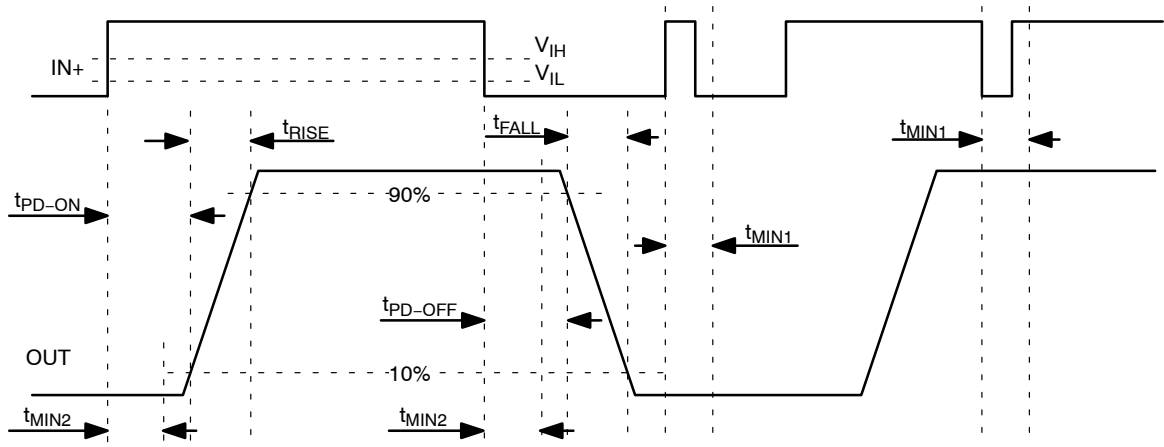 V_IH
IN+
V_IL
t_RISE
t_FALL
t_MIN1
90%
t_PD–ON
t_MIN1
t_PD–OFF
OUT
10%
t_MIN2
t_MIN2